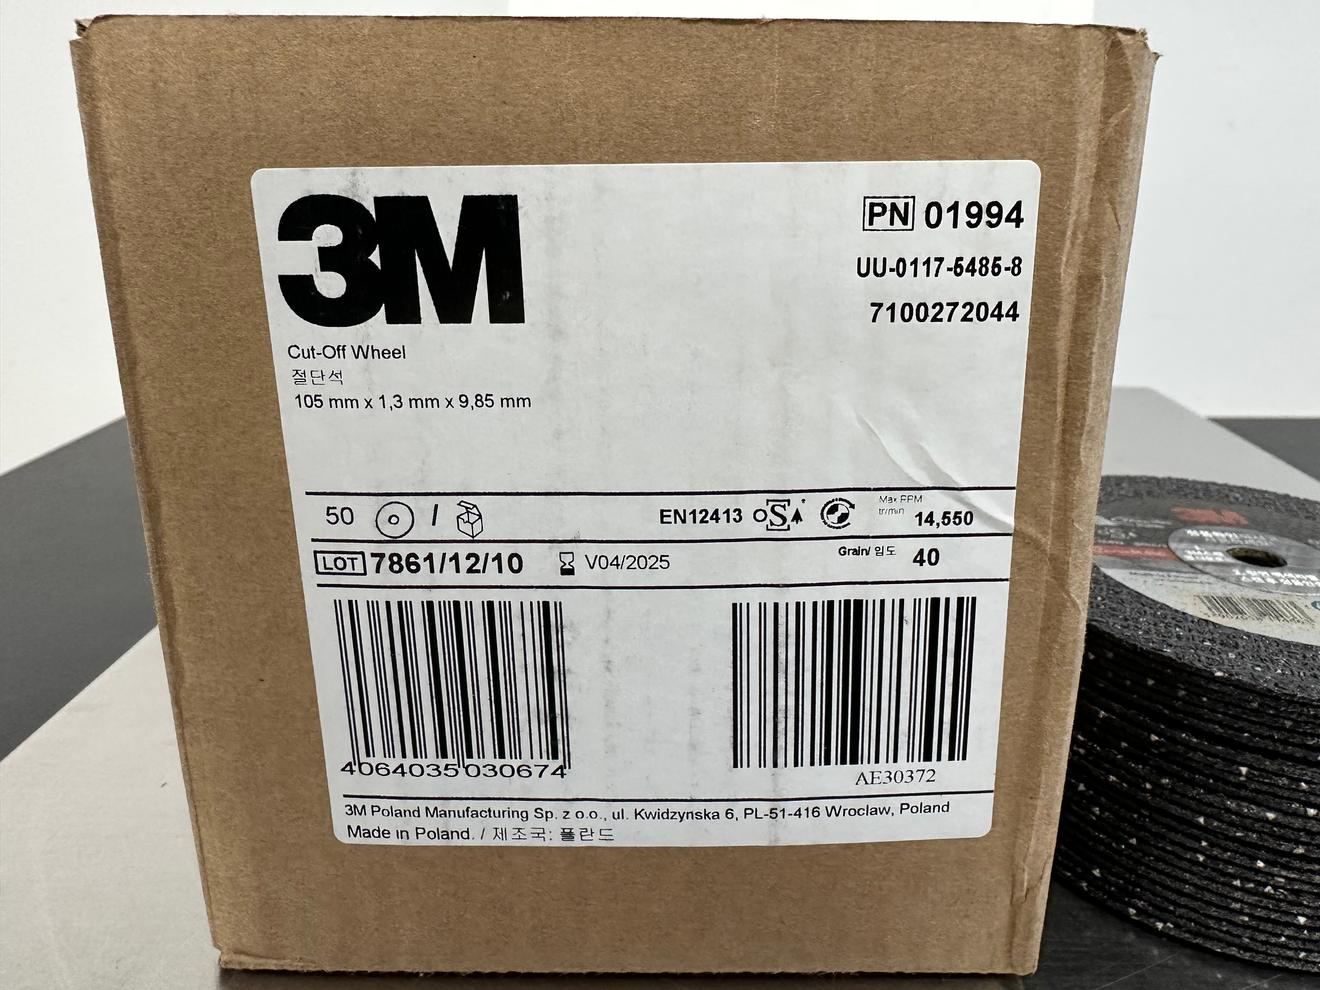 3M
PN 01994
UU-0117-5485-8
7100272044
Cut-Off Wheel
절단석
105 mm x 1,3 mm x 9,85 mm
50 /
EN12413 oS
Max RPM
tr/min 14,550
LOT 7861/12/10 V04/2025
Grain/ 입도 40
4064035030674
AE30372
3M Poland Manufacturing Sp. z o.o., ul. Kwidzynska 6, PL-51-416 Wroclaw, Poland
Made in Poland. / 제조국: 폴란드
3M